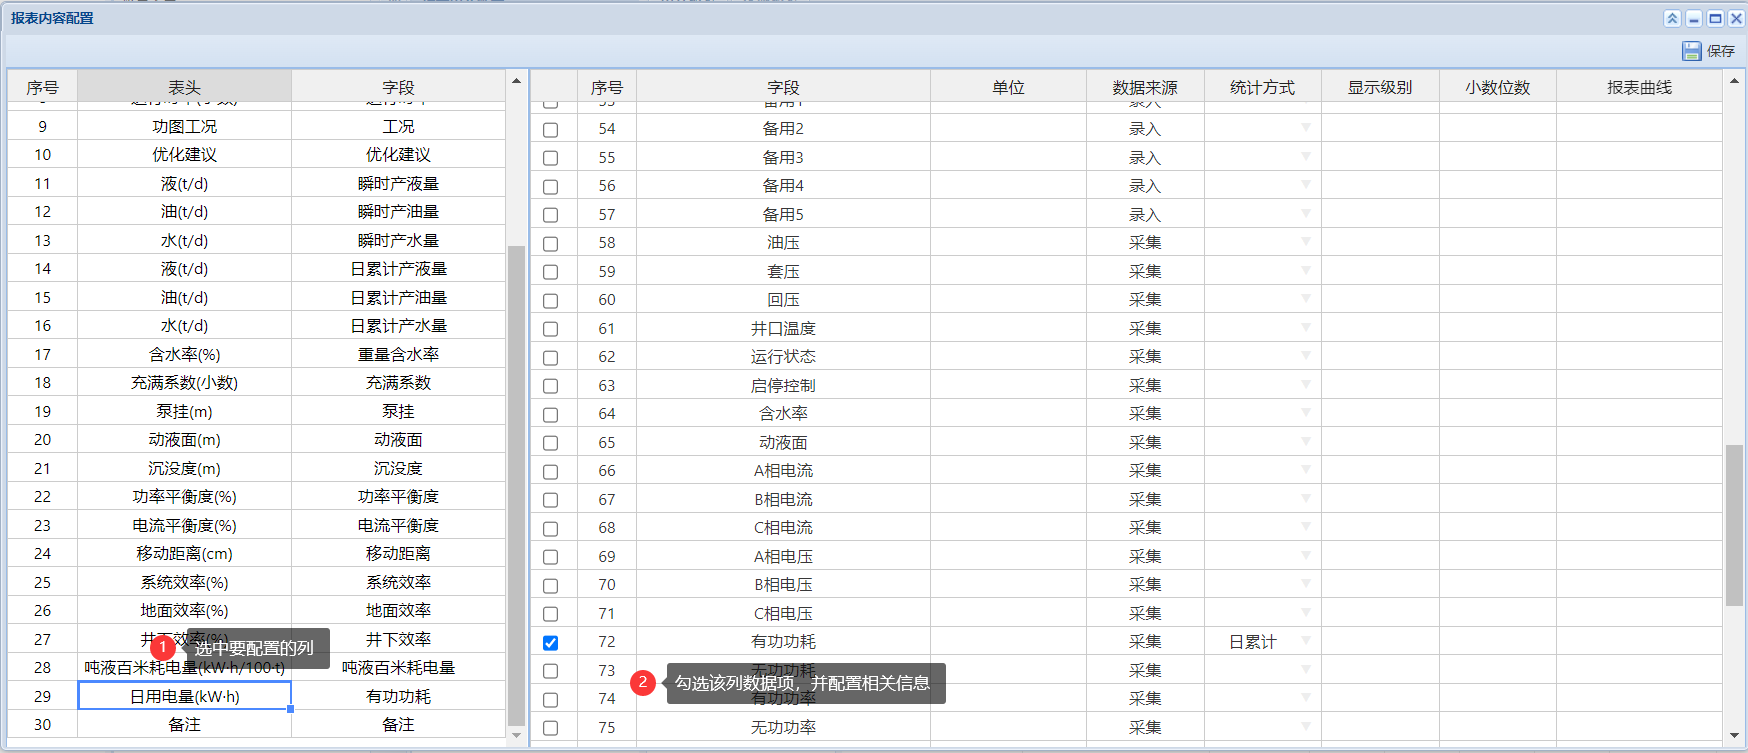 报表内容配置
保存
序号 表头 字段
9 功图工况 工况
10 优化建议 优化建议
11 液(t/d) 瞬时产液量
12 油(t/d) 瞬时产油量
13 水(t/d) 瞬时产水量
14 液(t/d) 日累计产液量
15 油(t/d) 日累计产油量
16 水(t/d) 日累计产水量
17 含水率(%) 重量含水率
18 充满系数(小数) 充满系数
19 泵挂(m) 泵挂
20 动液面(m) 动液面
21 沉没度(m) 沉没度
22 功率平衡度(%) 功率平衡度
23 电流平衡度(%) 电流平衡度
24 移动距离(cm) 移动距离
25 系统效率(%) 系统效率
26 地面效率(%) 地面效率
27 井下效率(%) 井下效率
1 选中要配置的列
28 吨液百米耗电量(kW·h/100·t) 吨液百米耗电量
29 日用电量(kW·h) 有功功耗
30 备注 备注
序号 字段 单位 数据来源 统计方式 显示级别 小数位数 报表曲线
54 备用2 录入
55 备用3 录入
56 备用4 录入
57 备用5 录入
58 油压 采集
59 套压 采集
60 回压 采集
61 井口温度 采集
62 运行状态 采集
63 启停控制 采集
64 含水率 采集
65 动液面 采集
66 A相电流 采集
67 B相电流 采集
68 C相电流 采集
69 A相电压 采集
70 B相电压 采集
71 C相电压 采集
72 有功功耗 采集 日累计
73 无功功耗 采集
2 勾选该列数据项，并配置相关信息
74 有功功率 采集
75 无功功率 采集